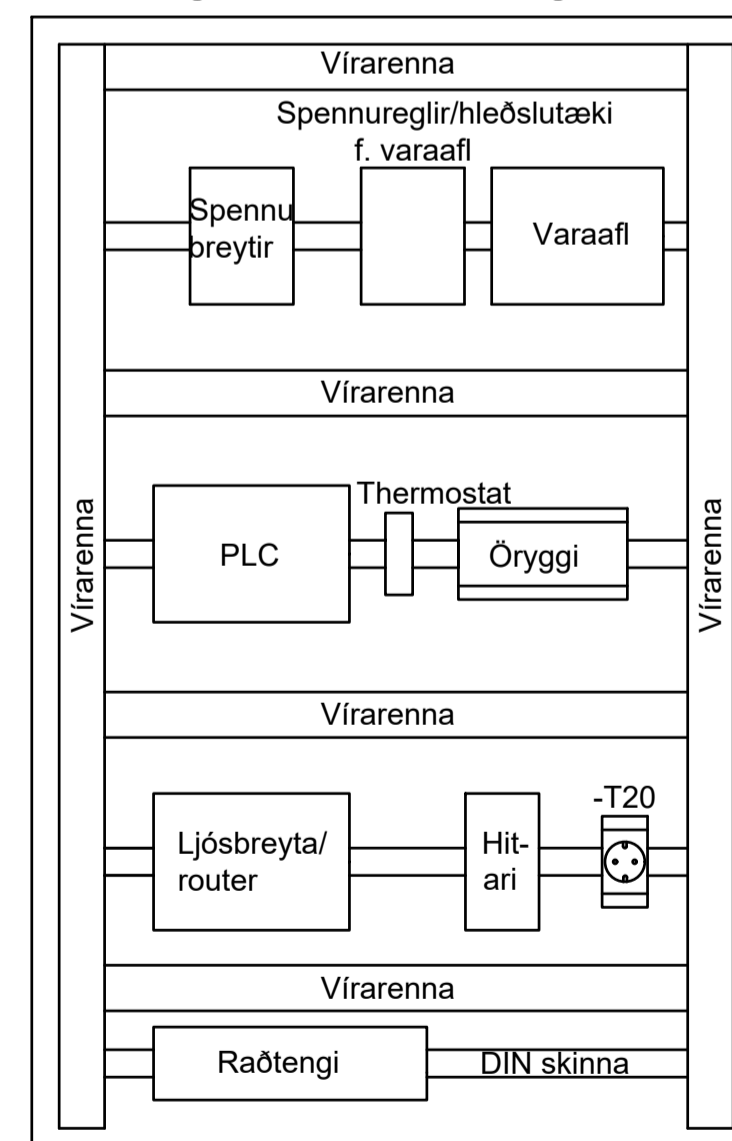 Vírarenna
Spennureglir/hleðslutæki
f. varaafl
Spennu
breytir
Varaafl
Vírarenna
Vírarenna
Vírarenna
Thermostat
PLC
Öryggi
Vírarenna
-T20
Ljósbreyta/
router
Hit-
ari
Vírarenna
Raðtengi
DIN skinna